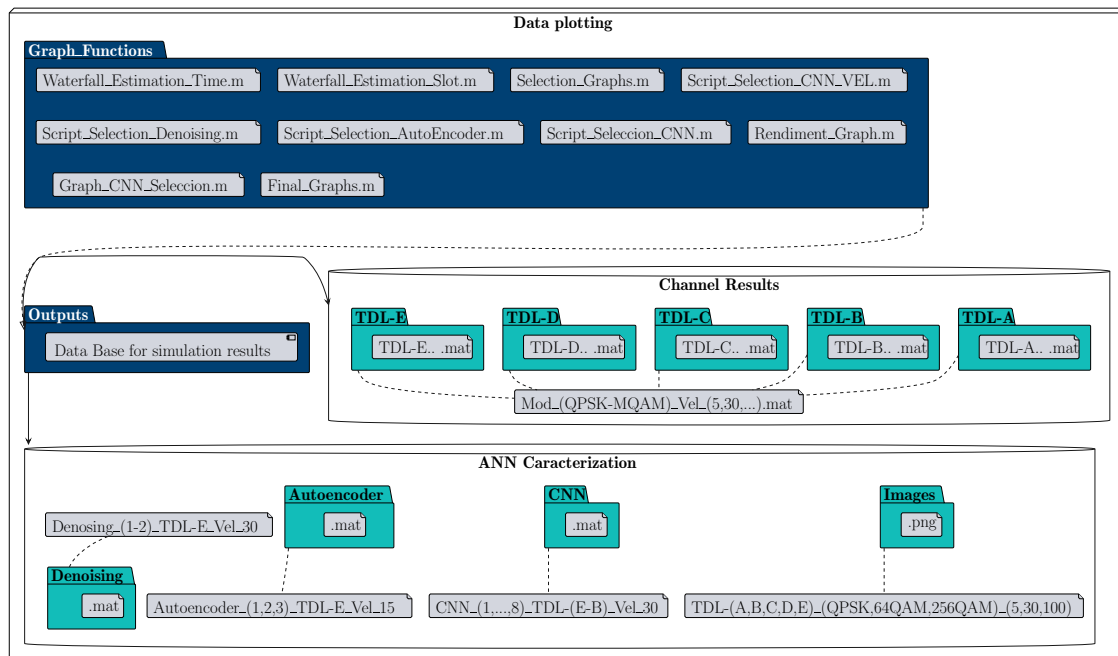 Data plotting
Graph_Functions
Waterfall_Estimation_Time.m
Waterfall_Estimation_Slot.m
Selection_Graphs.m
Script_Selection_CNN_VEL.m
Script_Selection_Denoising.m
Script_Selection_AutoEncoder.m
Script_Seleccion_CNN.m
Rendiment_Graph.m
Graph_CNN_Seleccion.m
Final_Graphs.m
Outputs
Data Base for simulation results
Channel Results
TDL-E
TDL-E.. .mat
TDL-D
TDL-D.. .mat
TDL-C
TDL-C.. .mat
TDL-B
TDL-B.. .mat
TDL-A
TDL-A.. .mat
Mod_(QPSK-MQAM)_Vel_(5,30,...).mat
ANN Caracterization
Denosing_(1-2)_TDL-E_Vel_30
Denoising
.mat
Autoencoder
.mat
Autoencoder_(1,2,3)_TDL-E_Vel_15
CNN
.mat
CNN_(1,...,8)_TDL-(E-B)_Vel_30
Images
.png
TDL-(A,B,C,D,E)_(QPSK,64QAM,256QAM)_(5,30,100)